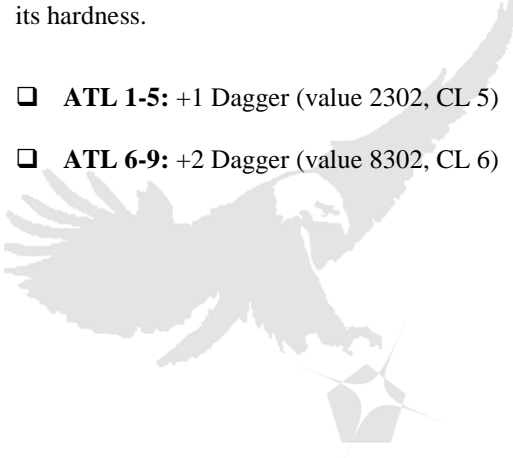 its hardness.
❑ ATL 1-5: +1 Dagger (value 2302, CL 5)
❑ ATL 6-9: +2 Dagger (value 8302, CL 6)